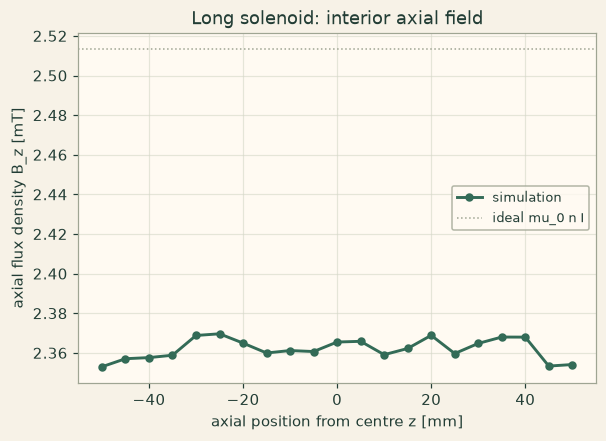 Long solenoid: interior axial field
axial flux density B_z [mT]
2.52
2.50
2.48
2.46
2.44
2.42
2.40
2.38
2.36
simulation
ideal mu_0 n I
−40
−20
0
20
40
axial position from centre z [mm]